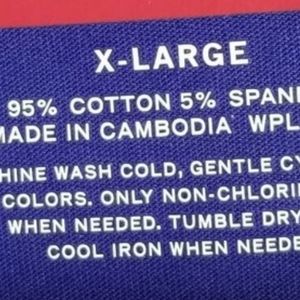 X-LARGE
95% COTTON 5% SPAN
MADE IN CAMBODIA WPL
HINE WASH COLD, GENTLE CY
COLORS. ONLY NON-CHLORI
WHEN NEEDED. TUMBLE DRY
COOL IRON WHEN NEEDE